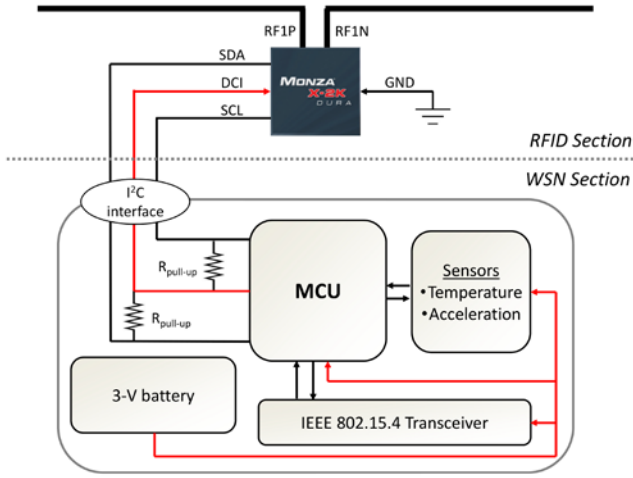 RF1P
RF1N
SDA
DCI
SCL
MONZA
X-2K
DURA
GND
RFID Section
WSN Section
I²C
interface
Rpull-up
Rpull-up
MCU
Sensors
•Temperature
•Acceleration
3-V battery
IEEE 802.15.4 Transceiver